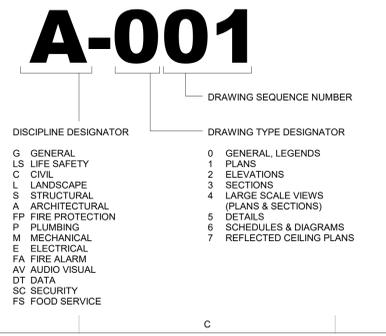 A-001
DRAWING SEQUENCE NUMBER
DISCIPLINE DESIGNATOR
G GENERAL
LS LIFE SAFETY
C CIVIL
L LANDSCAPE
S STRUCTURAL
A ARCHITECTURAL
FP FIRE PROTECTION
P PLUMBING
M MECHANICAL
E ELECTRICAL
FA FIRE ALARM
AV AUDIO VISUAL
DT DATA
SC SECURITY
FS FOOD SERVICE
DRAWING TYPE DESIGNATOR
0 GENERAL, LEGENDS
1 PLANS
2 ELEVATIONS
3 SECTIONS
4 LARGE SCALE VIEWS
(PLANS & SECTIONS)
5 DETAILS
6 SCHEDULES & DIAGRAMS
7 REFLECTED CEILING PLANS
C